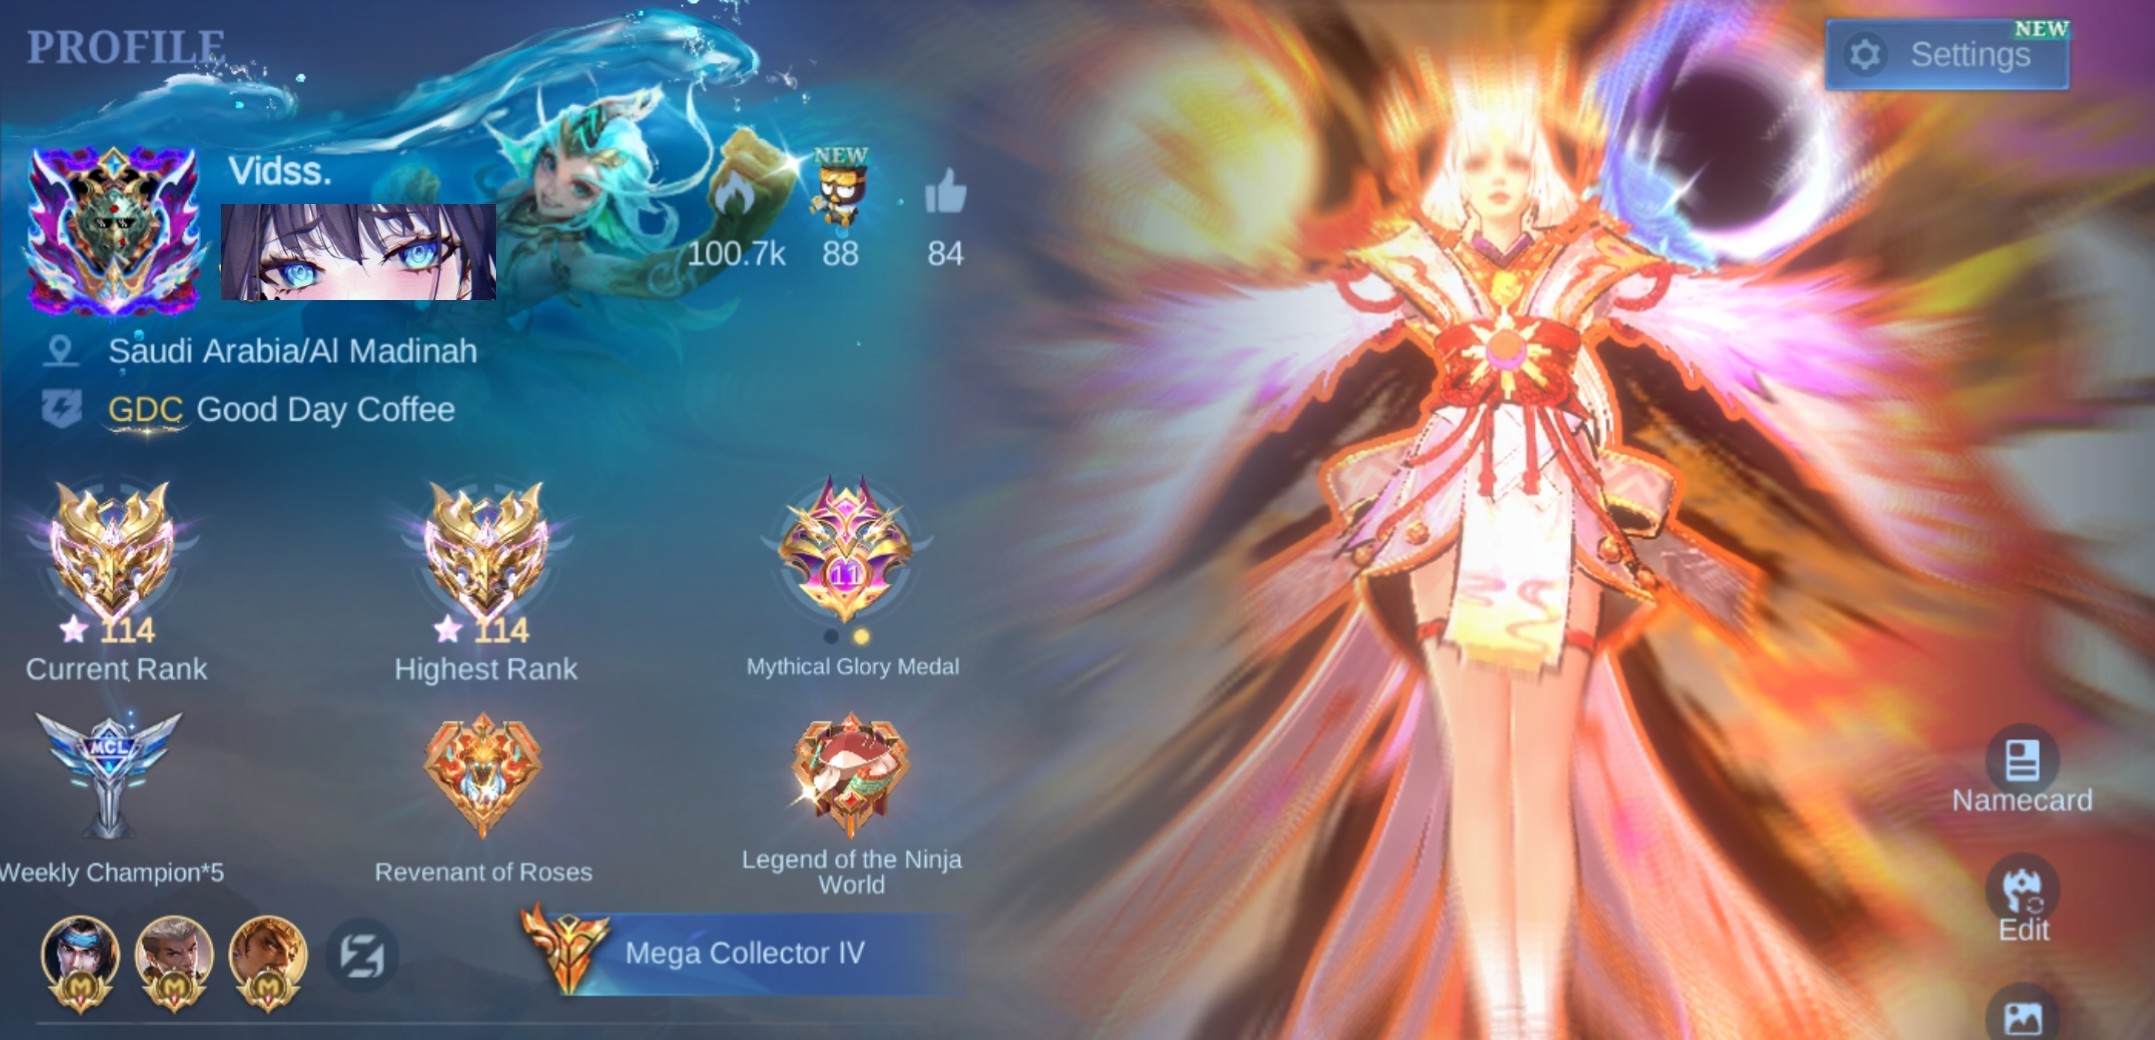 PROFILE
NEW
Settings
Vidss.
NEW
100.7k
88
84
Saudi Arabia/Al Madinah
GDC Good Day Coffee
11
114
114
Current Rank
Highest Rank
Mythical Glory Medal
MCL
Weekly Champion*5
Revenant of Roses
Legend of the Ninja
World
Namecard
M
M
M
Mega Collector IV
Edit